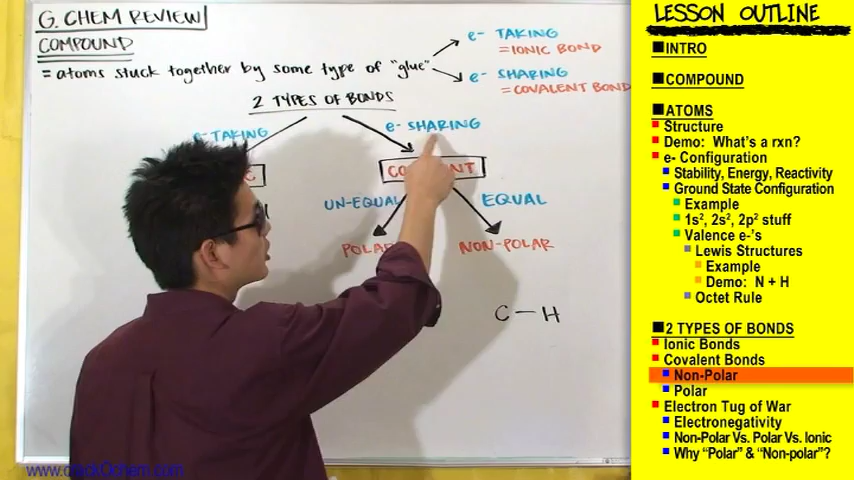 G. CHEM REVIEW
COMPOUND
= atoms stuck together by some type of "glue"
e- TAKING
= IONIC BOND
e- SHARING
= COVALENT BOND
2 TYPES OF BONDS
e- TAKING
e- SHARING
UN-EQUAL
EQUAL
NON-POLAR
C — H
www.crackOchem.com
LESSON OUTLINE
INTRO
COMPOUND
ATOMS
Structure
Demo: What's a rxn?
e- Configuration
Stability, Energy, Reactivity
Ground State Configuration
Example
1s², 2s², 2p² stuff
Valence e-'s
Lewis Structures
Example
Demo: N + H
Octet Rule
2 TYPES OF BONDS
Ionic Bonds
Covalent Bonds
Non-Polar
Polar
Electron Tug of War
Electronegativity
Non-Polar Vs. Polar Vs. Ionic
Why "Polar" & "Non-polar"?